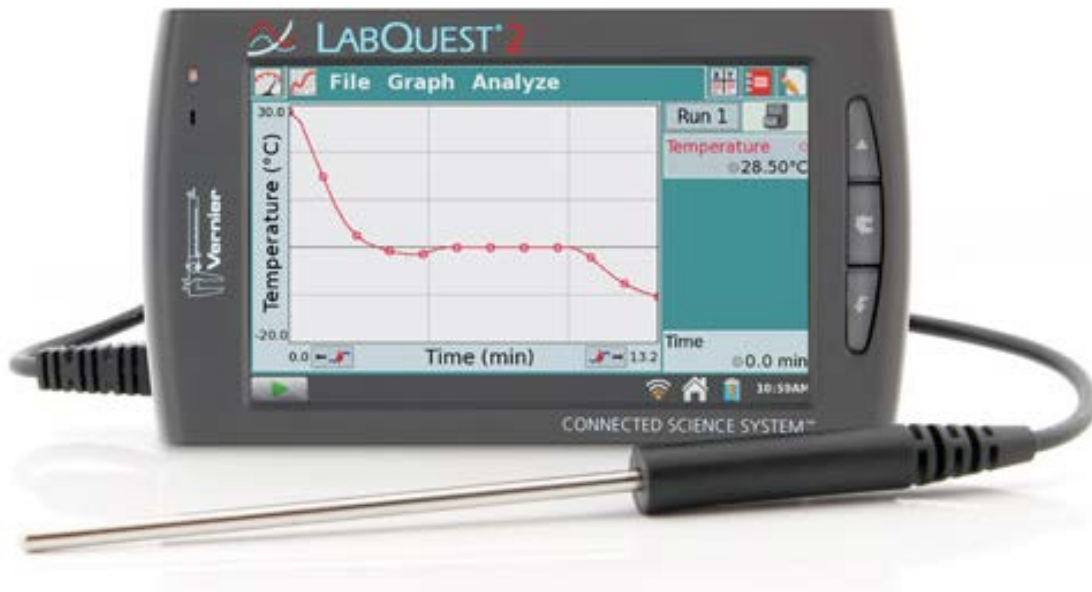 LABQUEST® 2
File Graph Analyze
Run 1
30.0
Temperature (°C)
-20.0
Temperature
28.50°C
Time
0.0 min
0.0
Time (min)
13.2
10:59AM
Vernier
CONNECTED SCIENCE SYSTEM™